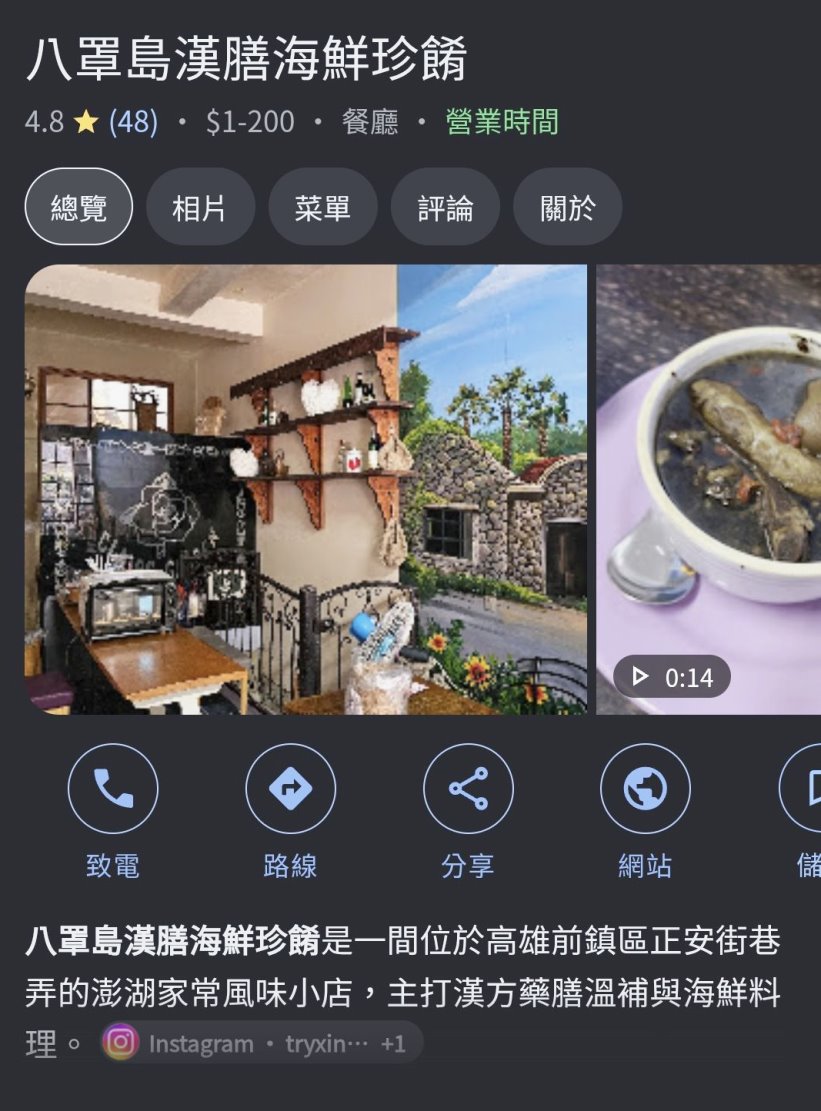 八罩島漢膳海鮮珍餚
4.8 ★ (48) • $1-200 • 餐廳 • 營業時間
總覽 相片 菜單 評論 關於
0:14
致電 路線 分享 網站 儲
八罩島漢膳海鮮珍餚是一間位於高雄前鎮區正安街巷
弄的澎湖家常風味小店，主打漢方藥膳溫補與海鮮料
理。 Instagram • tryxin… +1